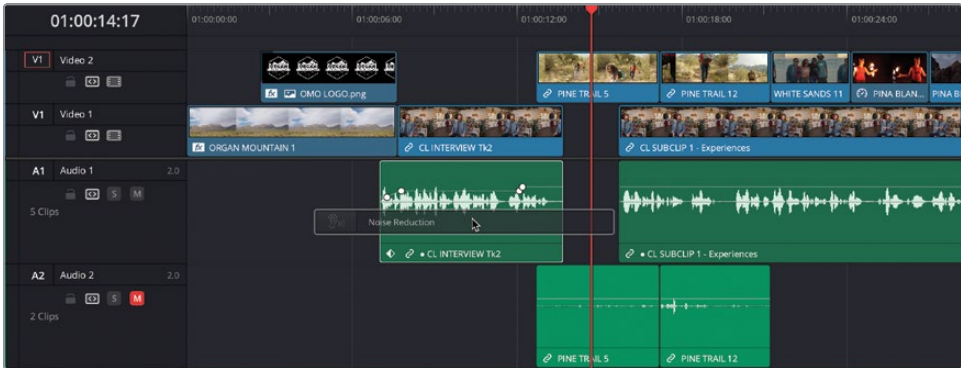 01:00:14:17
01:00:00:00 01:00:06:00 01:00:12:00 01:00:18:00 01:00:24:00
V1 Video 2
fx OMO LOGO.png PINE TRAIL 5 PINE TRAIL 12 WHITE SANDS 11 PINA BLAN... PINA B
V1 Video 1
fx ORGAN MOUNTAIN 1 CL INTERVIEW Tk2 CL SUBCLIP 1 - Experiences
A1 Audio 1 2.0
S M
5 Clips
Noise Reduction
• CL INTERVIEW Tk2 • CL SUBCLIP 1 - Experiences
A2 Audio 2 2.0
S M
2 Clips
PINE TRAIL 5 PINE TRAIL 12